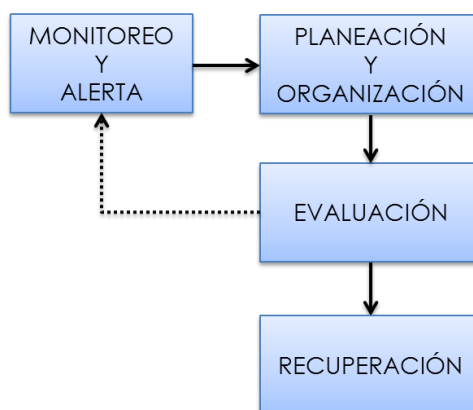 MONITOREO
Y
ALERTA
PLANEACIÓN
Y
ORGANIZACIÓN
EVALUACIÓN
RECUPERACIÓN